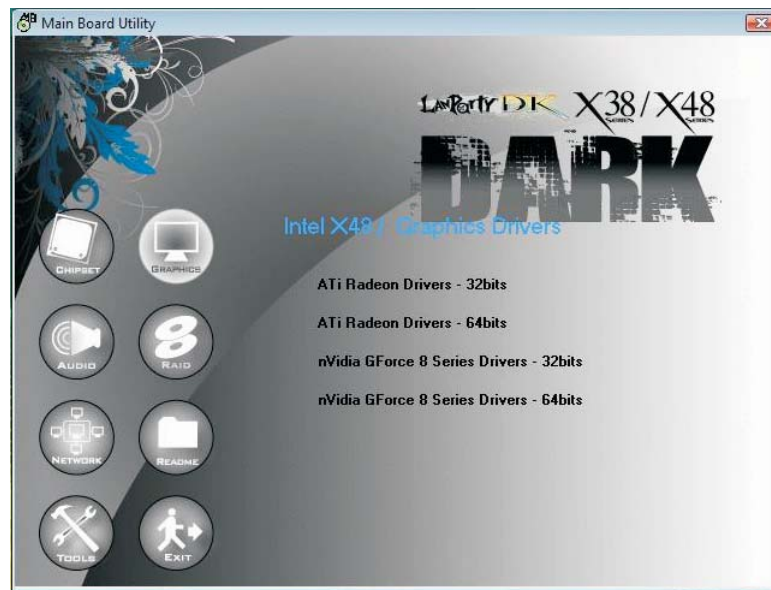 Main Board Utility
LanParty DK X38/X48
SERIES SERIES
DARK
Intel X48 / Graphics Drivers
CHIPSET
GRAPHICS
ATi Radeon Drivers - 32bits
ATi Radeon Drivers - 64bits
AUDIO
RAID
nVidia GForce 8 Series Drivers - 32bits
nVidia GForce 8 Series Drivers - 64bits
NETWORK
README
TOOLS
EXIT